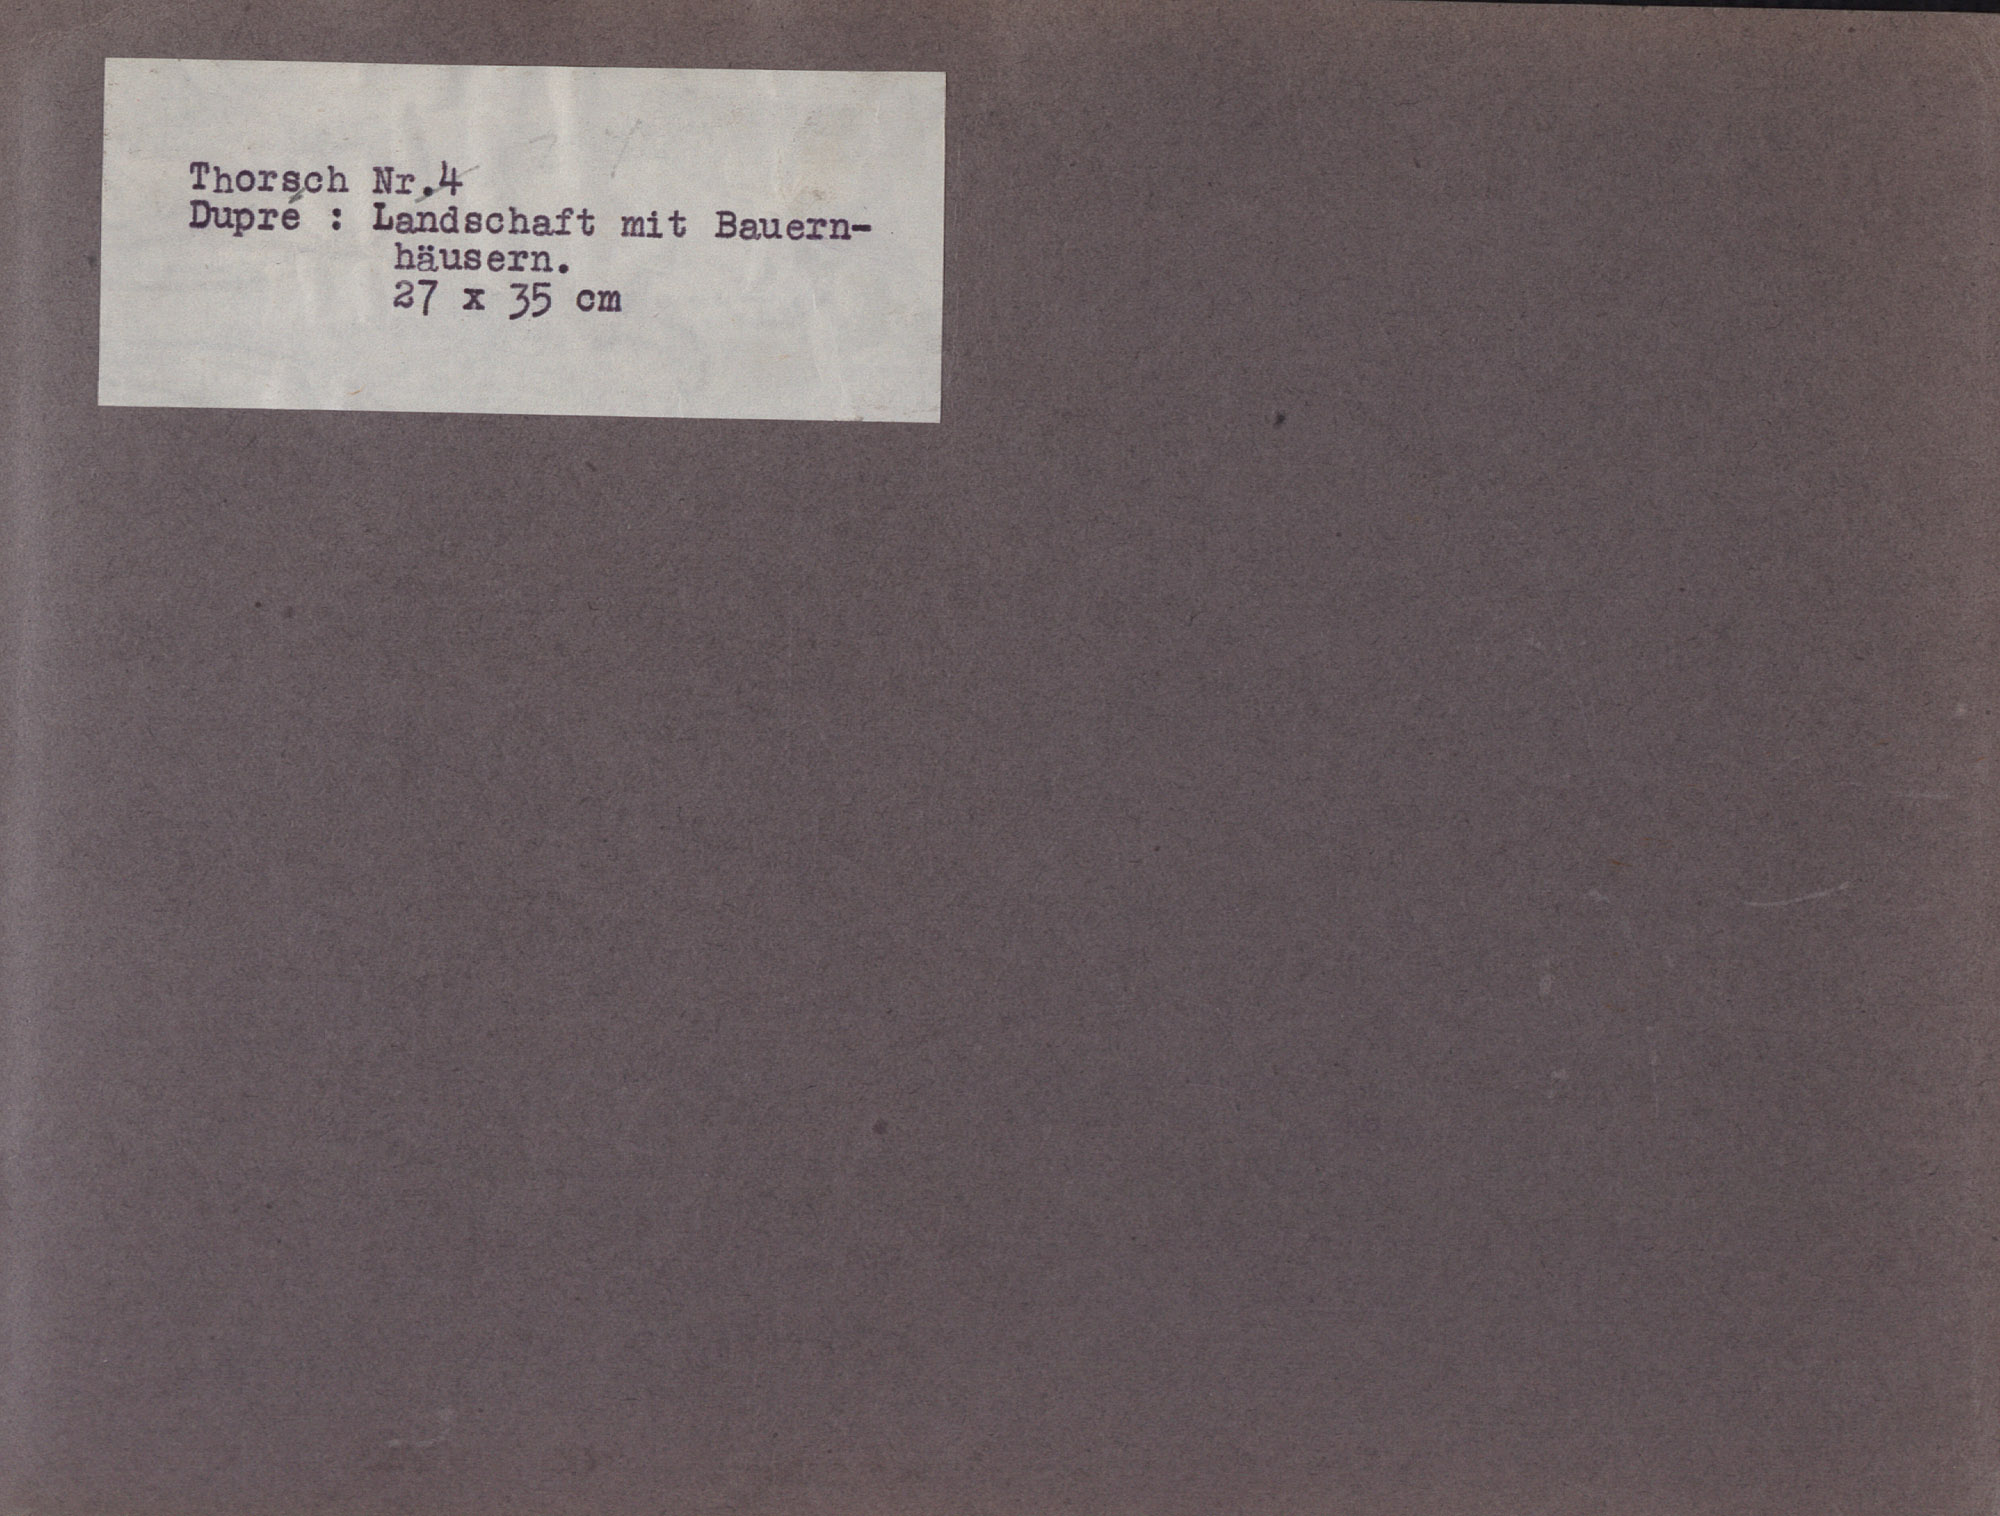 Thorsch Nr.4
Dupré : Landschaft mit Bauern-
häusern.
27 x 35 cm